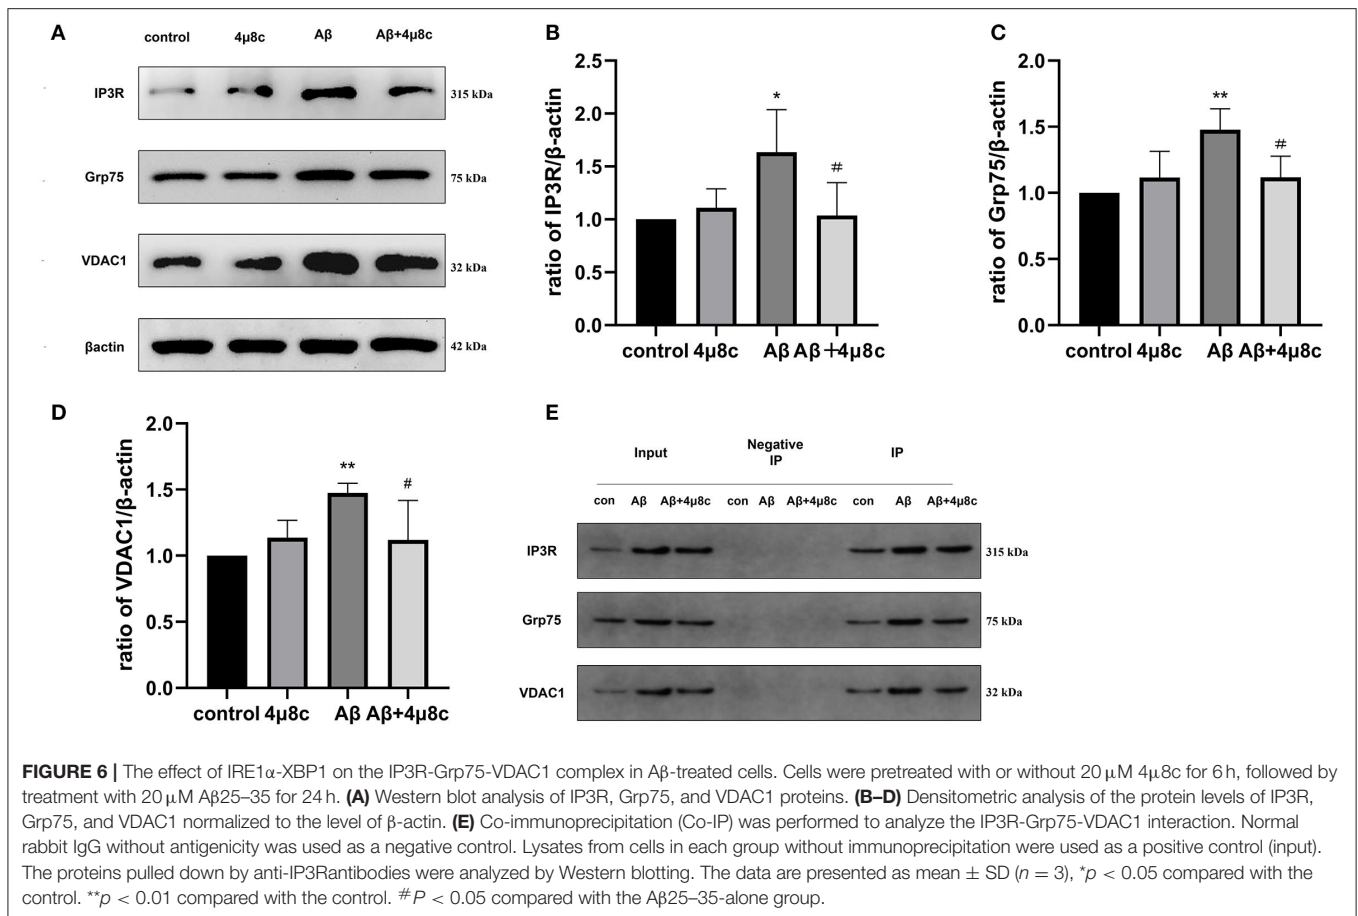 A
control 4µ8c Aβ Aβ+4µ8c
IP3R 315 kDa
Grp75 75 kDa
VDAC1 32 kDa
βactin 42 kDa
B
ratio of IP3R/β-actin
2.5
2.0
1.5
1.0
0.5
0.0
*
#
control 4µ8c Aβ Aβ+4µ8c
C
ratio of Grp75/β-actin
2.0
1.5
1.0
0.5
0.0
**
#
control 4µ8c Aβ Aβ+4µ8c
D
ratio of VDAC1/β-actin
2.0
1.5
1.0
0.5
0.0
**
#
control 4µ8c Aβ Aβ+4µ8c
E
Input Negative IP IP
con Aβ Aβ+4µ8c con Aβ Aβ+4µ8c con Aβ Aβ+4µ8c
IP3R 315 kDa
Grp75 75 kDa
VDAC1 32 kDa
FIGURE 6 | The effect of IRE1α-XBP1 on the IP3R-Grp75-VDAC1 complex in Aβ-treated cells. Cells were pretreated with or without 20 µM 4µ8c for 6 h, followed by
treatment with 20 µM Aβ25–35 for 24 h. (A) Western blot analysis of IP3R, Grp75, and VDAC1 proteins. (B–D) Densitometric analysis of the protein levels of IP3R,
Grp75, and VDAC1 normalized to the level of β-actin. (E) Co-immunoprecipitation (Co-IP) was performed to analyze the IP3R-Grp75-VDAC1 interaction. Normal
rabbit IgG without antigenicity was used as a negative control. Lysates from cells in each group without immunoprecipitation were used as a positive control (input).
The proteins pulled down by anti-IP3Rantibodies were analyzed by Western blotting. The data are presented as mean ± SD (n = 3), *p < 0.05 compared with the
control. **p < 0.01 compared with the control. #P < 0.05 compared with the Aβ25–35-alone group.